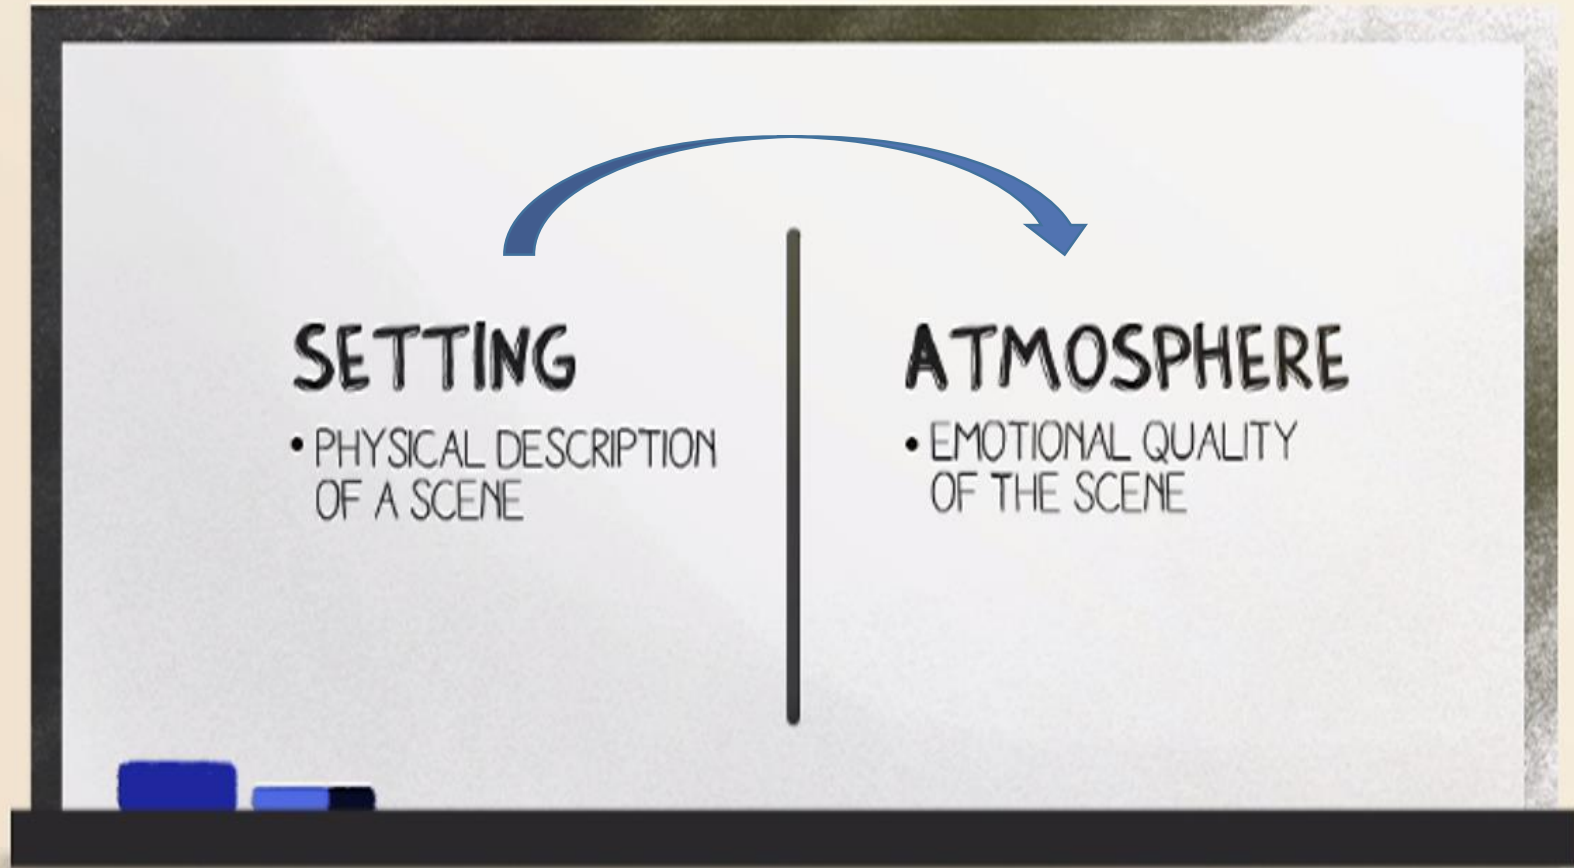 SETTING
• PHYSICAL DESCRIPTION
OF A SCENE
ATMOSPHERE
• EMOTIONAL QUALITY
OF THE SCENE